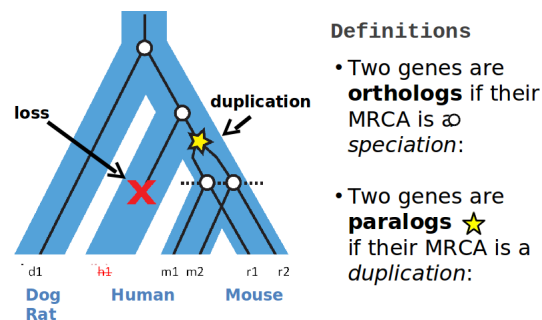 Definitions
• Two genes are
orthologs if their
MRCA is a
speciation:
• Two genes are
paralogs
if their MRCA is a
duplication:
loss
duplication
d1 h1 m1 m2 r1 r2
Dog Human Mouse
Rat